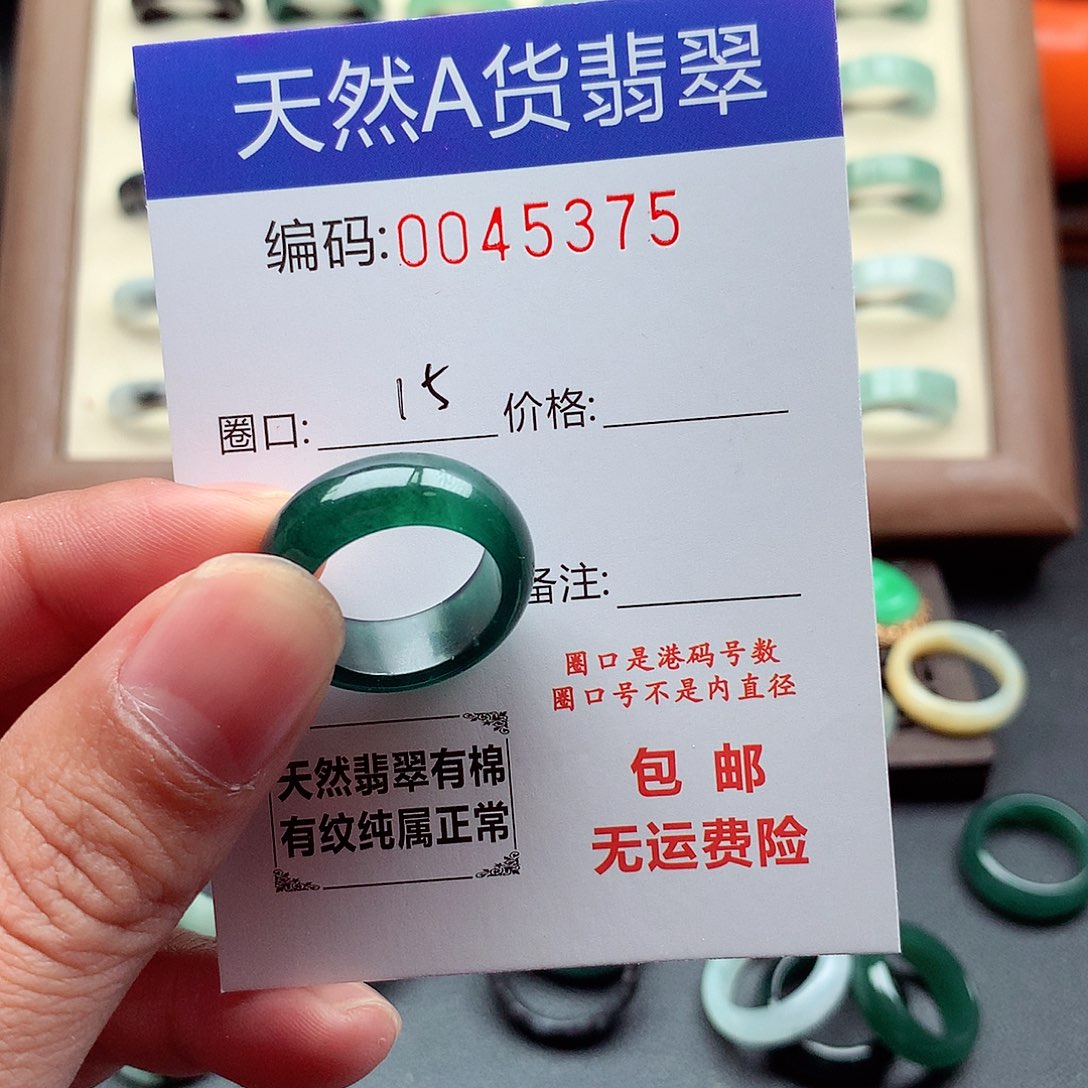 天然A货翡翠
编码:0045375
圈口: 15 价格:
备注:
圈口是港码号数
圈口号不是内直径
天然翡翠有棉
有纹纯属正常
包邮
无运费险